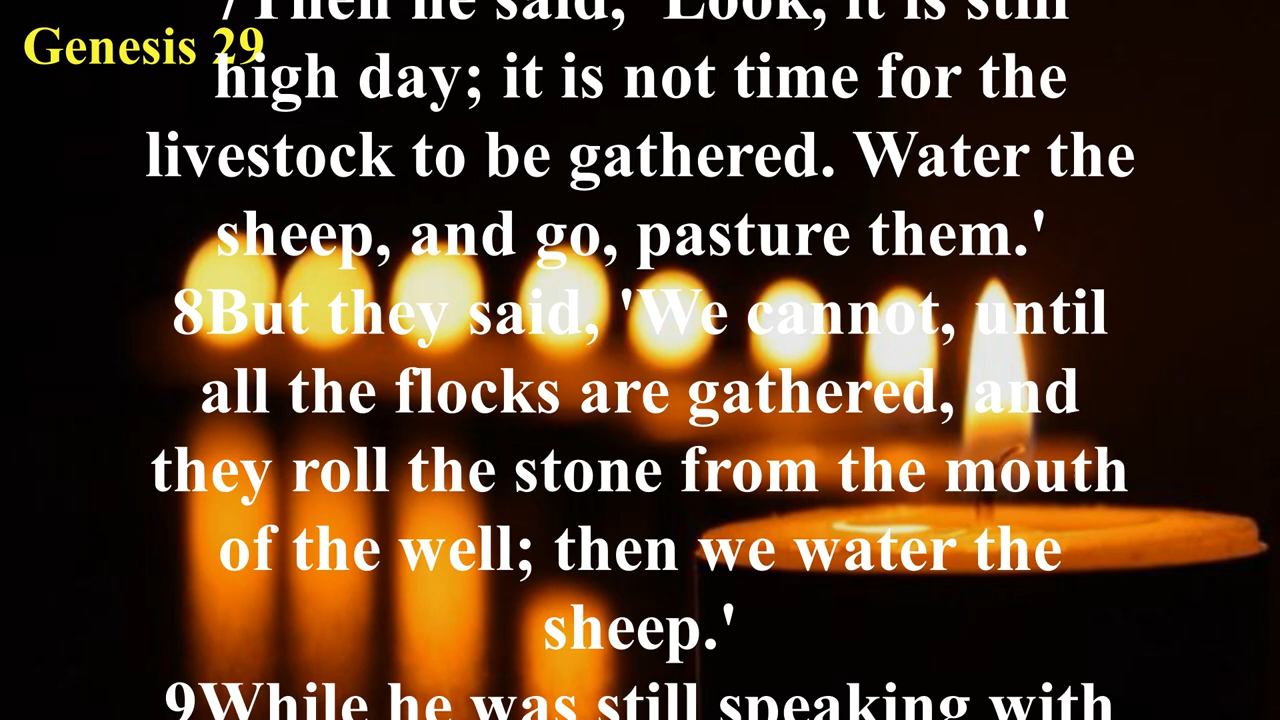 Genesis 29
7Then he said, 'Look, it is still
high day; it is not time for the
livestock to be gathered. Water the
sheep, and go, pasture them.'
8But they said, 'We cannot, until
all the flocks are gathered, and
they roll the stone from the mouth
of the well; then we water the
sheep.'
9While he was still speaking with